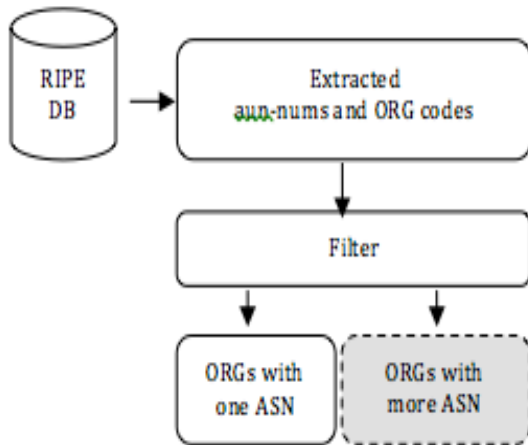 RIPE
DB
Extracted
aun-nums and ORG codes
Filter
ORGs with
one ASN
ORGs with
more ASN